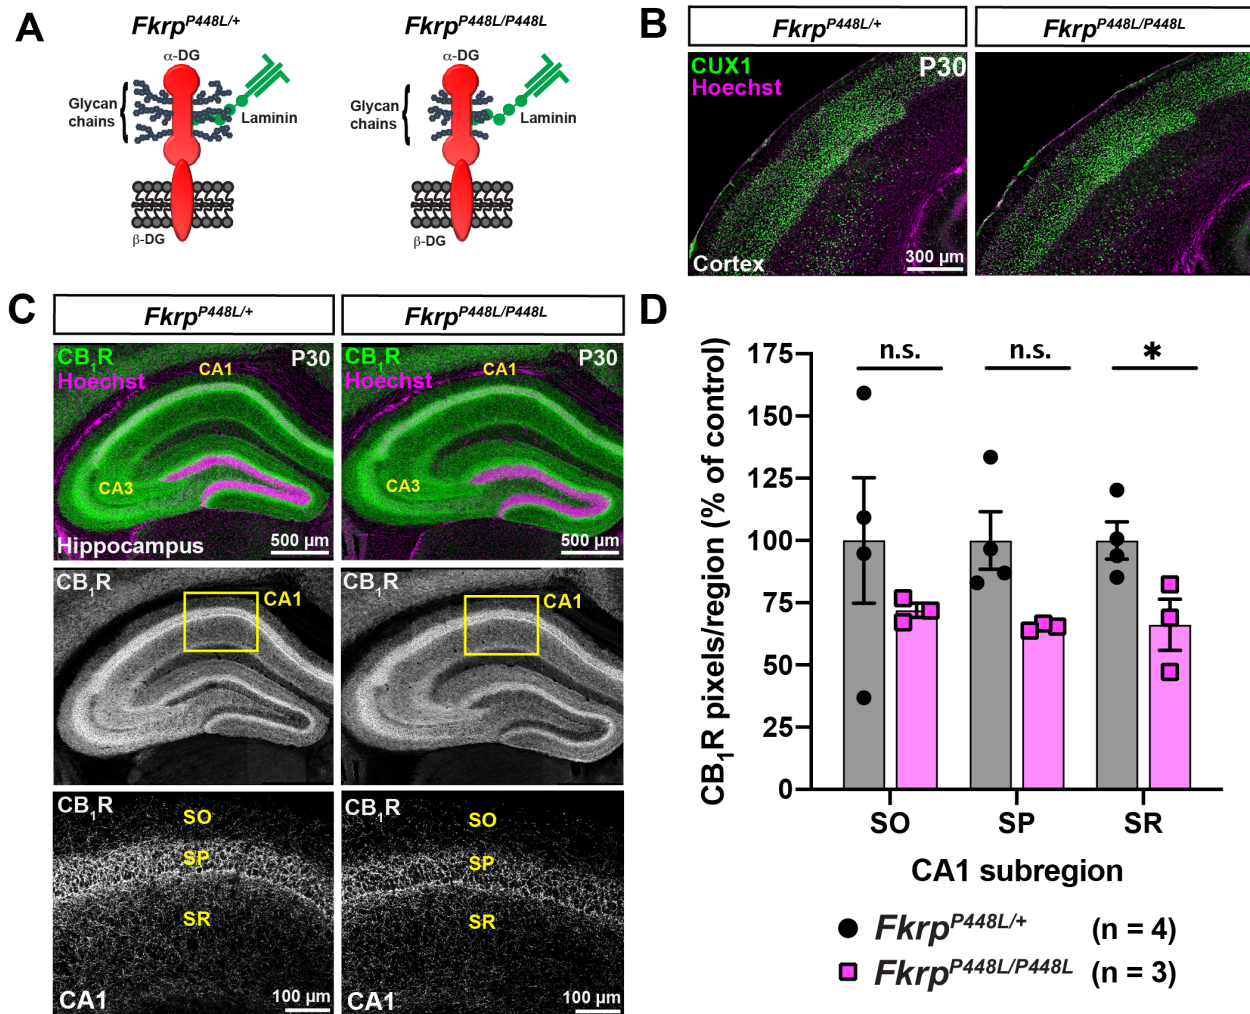 A
Fkrp^P448L/+
Fkrp^P448L/P448L
α-DG
α-DG
Glycan
chains
Laminin
Glycan
chains
Laminin
β-DG
β-DG
B
Fkrp^P448L/+
Fkrp^P448L/P448L
CUX1
Hoechst
P30
Cortex
300 µm
C
Fkrp^P448L/+
Fkrp^P448L/P448L
CB₁R
Hoechst
P30
CA1
CA3
Hippocampus
500 µm
CB₁R
Hoechst
P30
CA1
CA3
500 µm
CB₁R
CA1
CB₁R
CA1
CB₁R
SO
SP
SR
CA1
100 µm
CB₁R
SO
SP
SR
100 µm
D
CB₁R pixels/region (% of control)
175
150
125
100
75
50
25
0
n.s.
n.s.
*
SO
SP
SR
CA1 subregion
Fkrp^P448L/+ (n = 4)
Fkrp^P448L/P448L (n = 3)